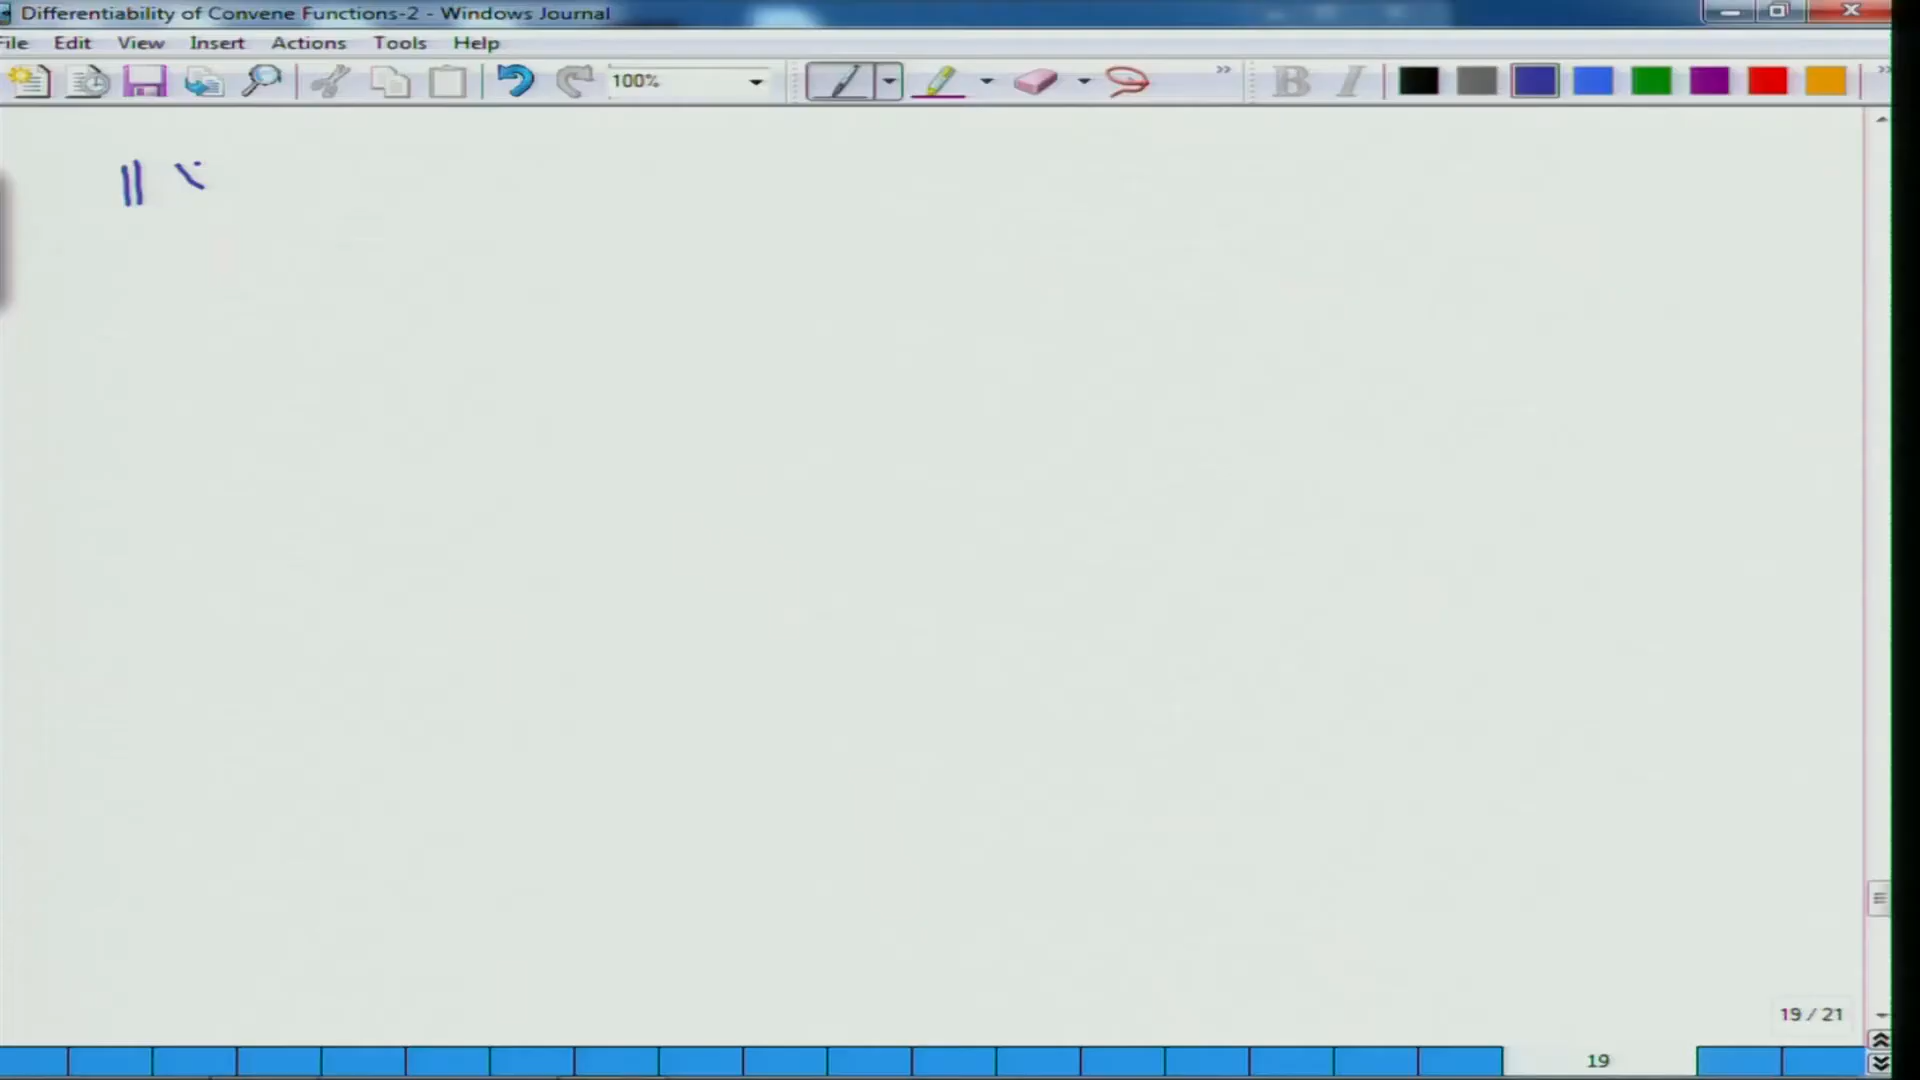 Differentiability of Convene Functions-2 - Windows Journal
File Edit View Insert Actions Tools Help
100%
B I
||
19 / 21
19